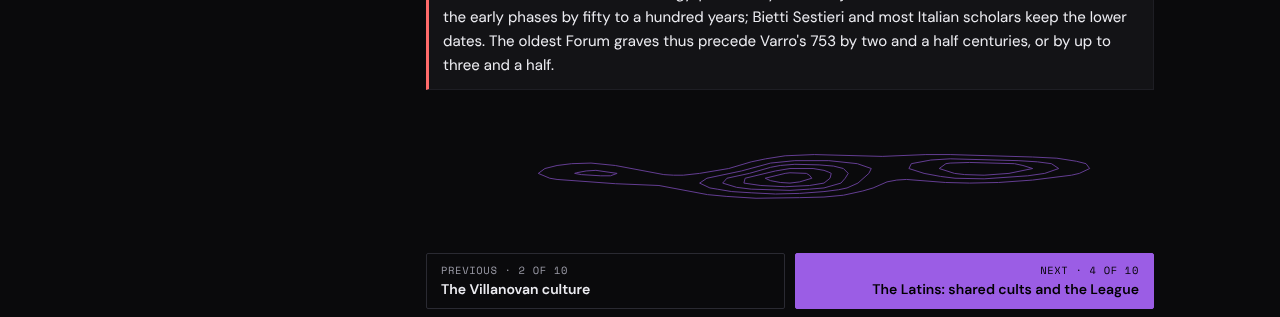 the early phases by fifty to a hundred years; Bietti Sestieri and most Italian scholars keep the lower
dates. The oldest Forum graves thus precede Varro's 753 by two and a half centuries, or by up to
three and a half.
PREVIOUS · 2 OF 10
The Villanovan culture
NEXT · 4 OF 10
The Latins: shared cults and the League